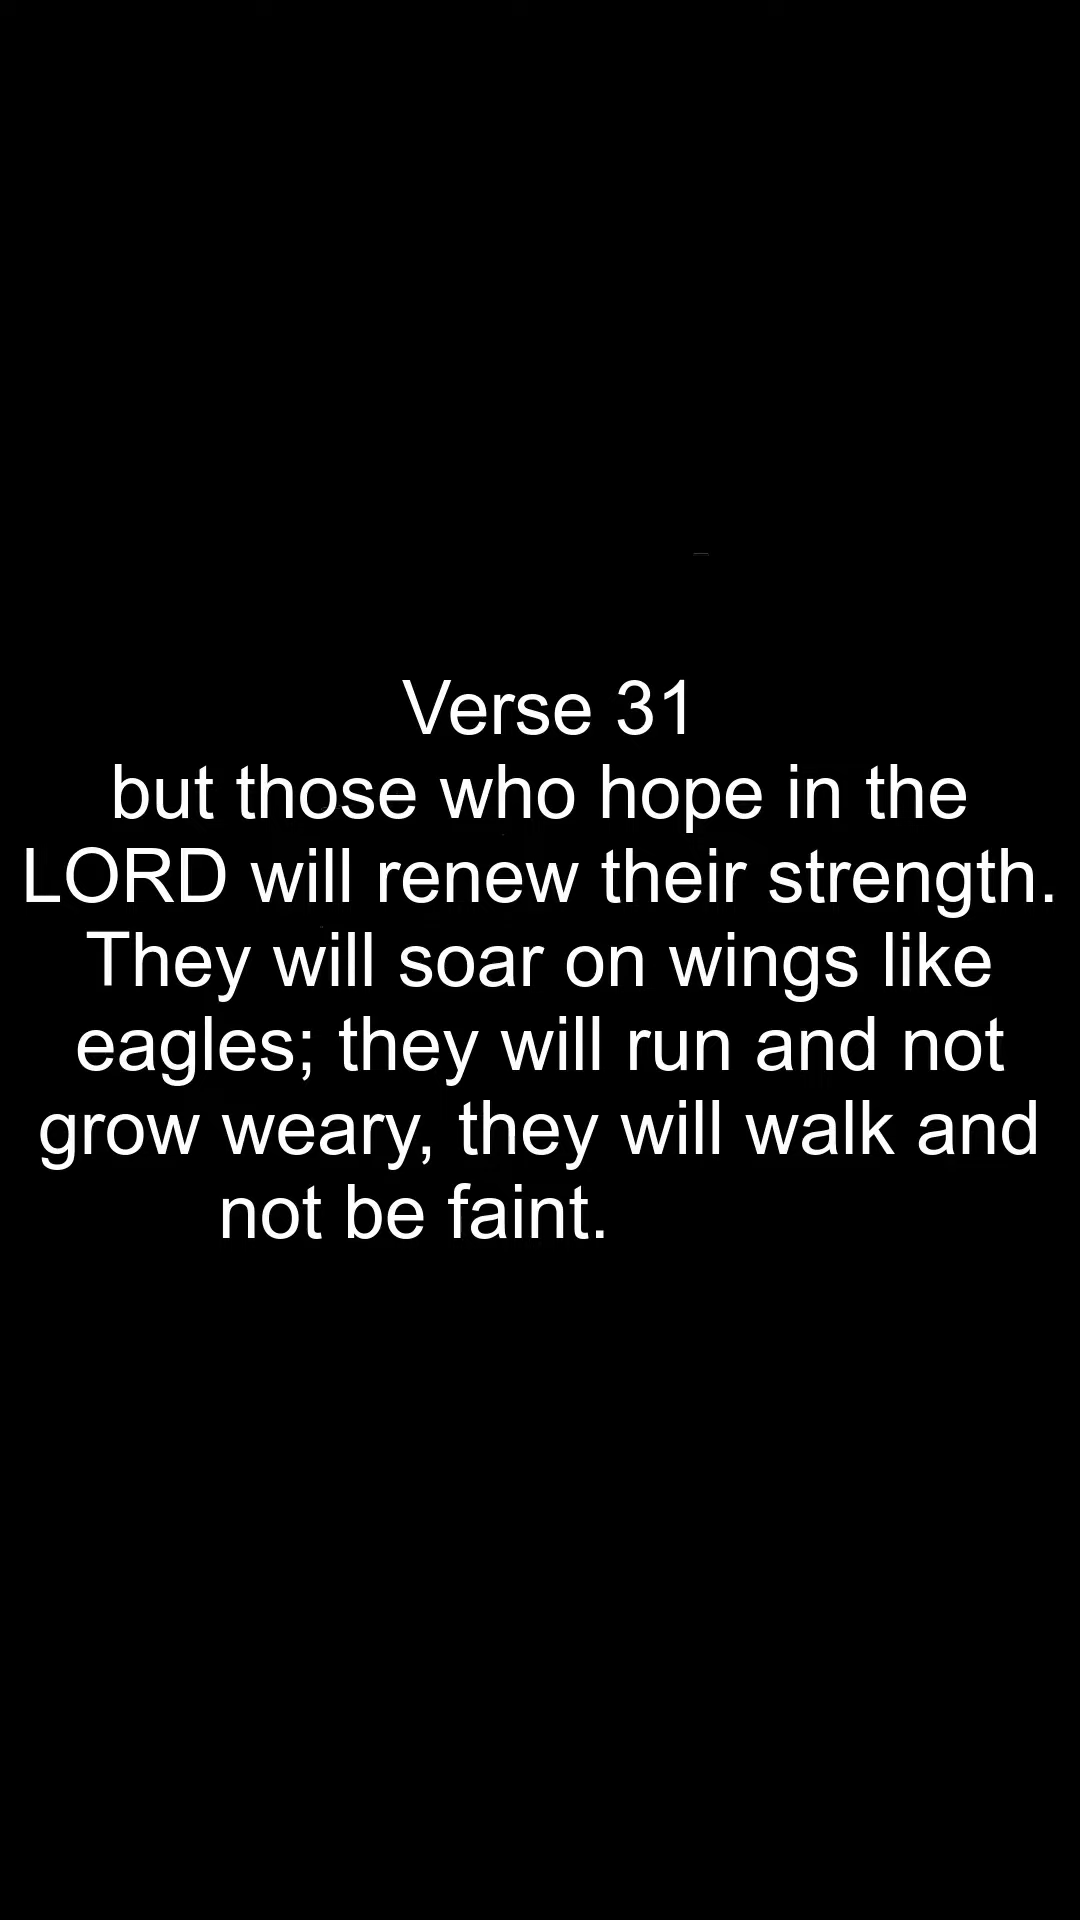 Verse 31
but those who hope in the
LORD will renew their strength.
They will soar on wings like
eagles; they will run and not
grow weary, they will walk and
not be faint.